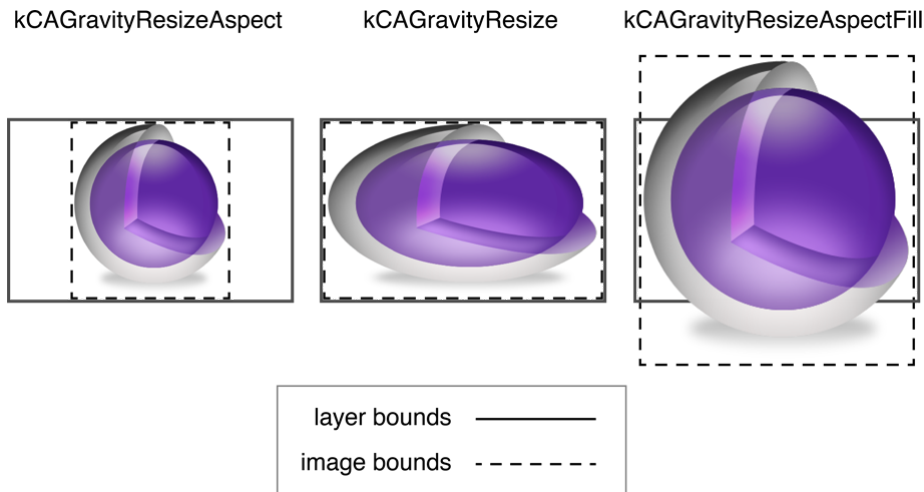 kCAGravityResizeAspect
kCAGravityResize
kCAGravityResizeAspectFill
layer bounds
image bounds